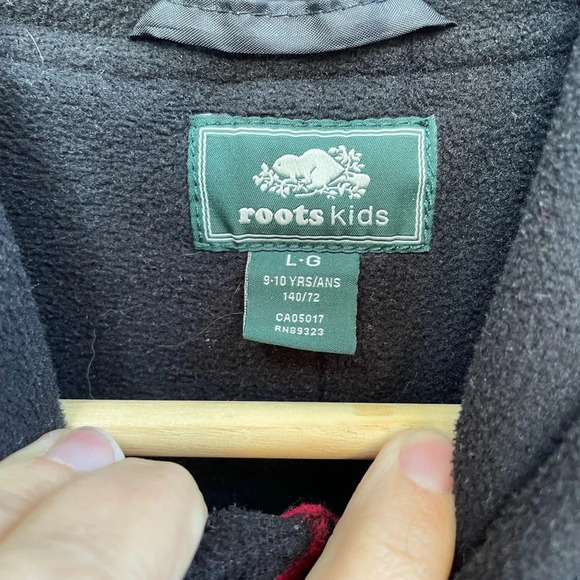 roots kids
L·G
9-10 YRS/ANS
140/72
CA05017
RN89323